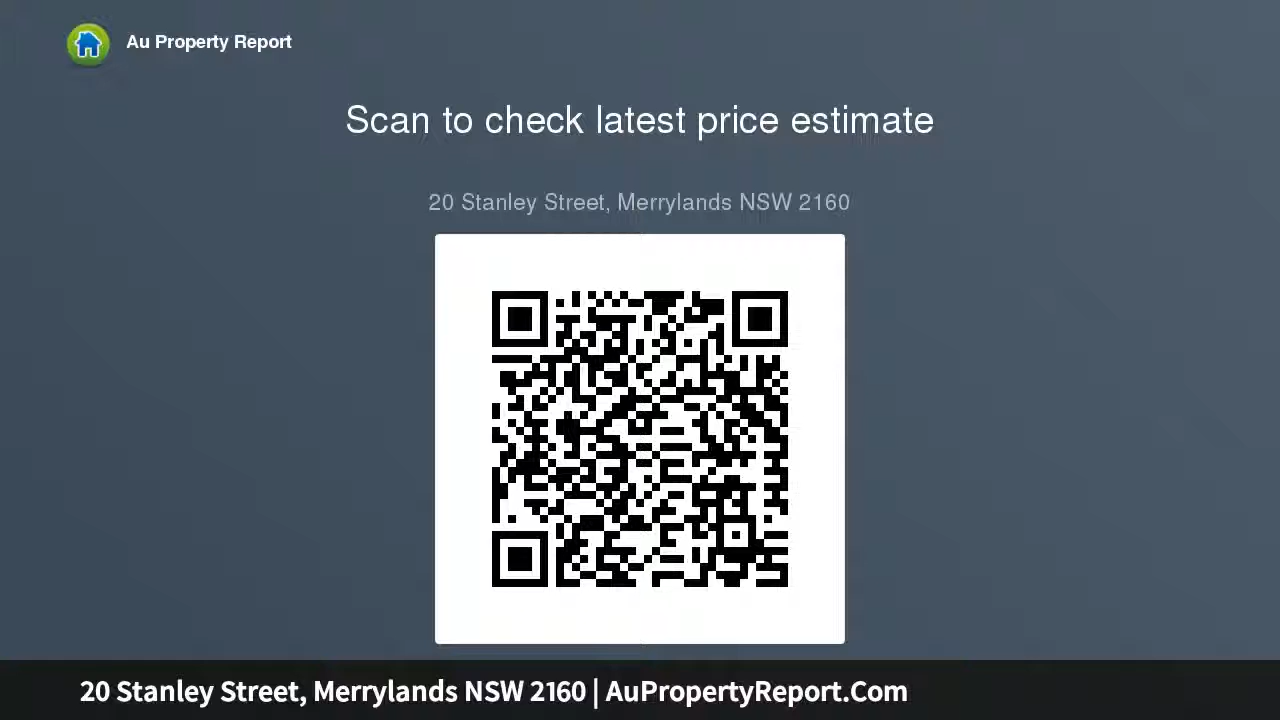 Au Property Report
Scan to check latest price estimate
20 Stanley Street, Merrylands NSW 2160
20 Stanley Street, Merrylands NSW 2160 | AuPropertyReport.Com